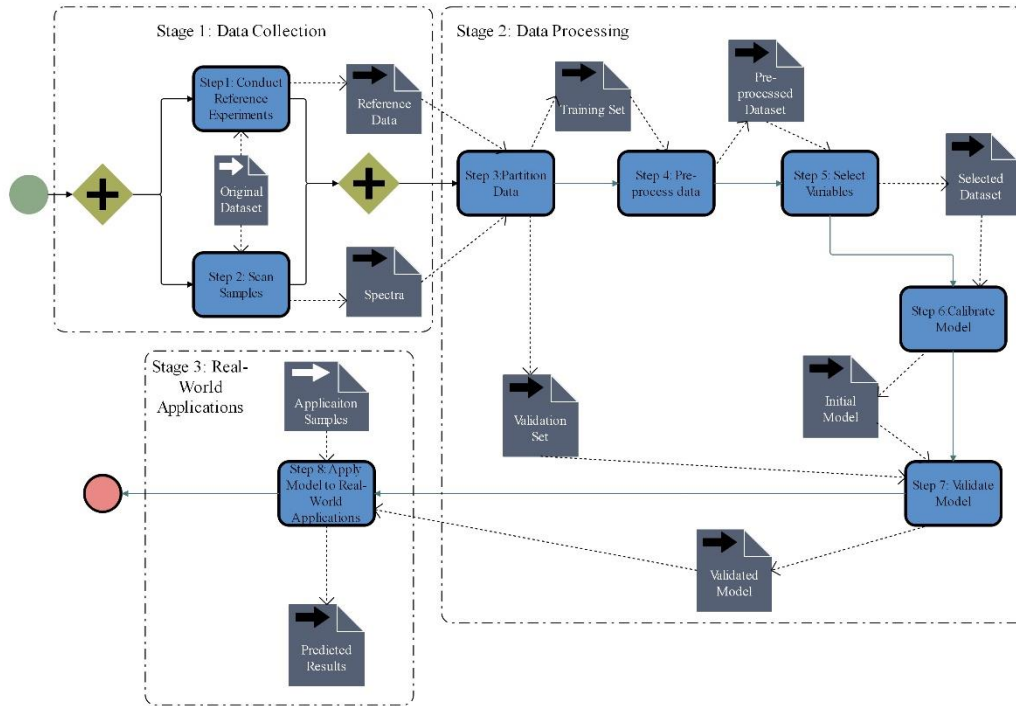 Stage 1: Data Collection
Step1: Conduct
Reference
Experiments
Reference
Data
Original
Dataset
Step 2: Scan
Samples
Spectra
Stage 2: Data Processing
Training Set
Pre-
processed
Dataset
Step 3:Partition
Data
Step 4: Pre-
process data
Step 5: Select
Variables
Selected
Dataset
Step 6:Calibrate
Model
Initial
Model
Validation
Set
Step 7: Validate
Model
Validated
Model
Stage 3: Real-
World
Applications
Applicaiton
Samples
Step 8:Apply
Model to Real-
World
Applications
Predicted
Results